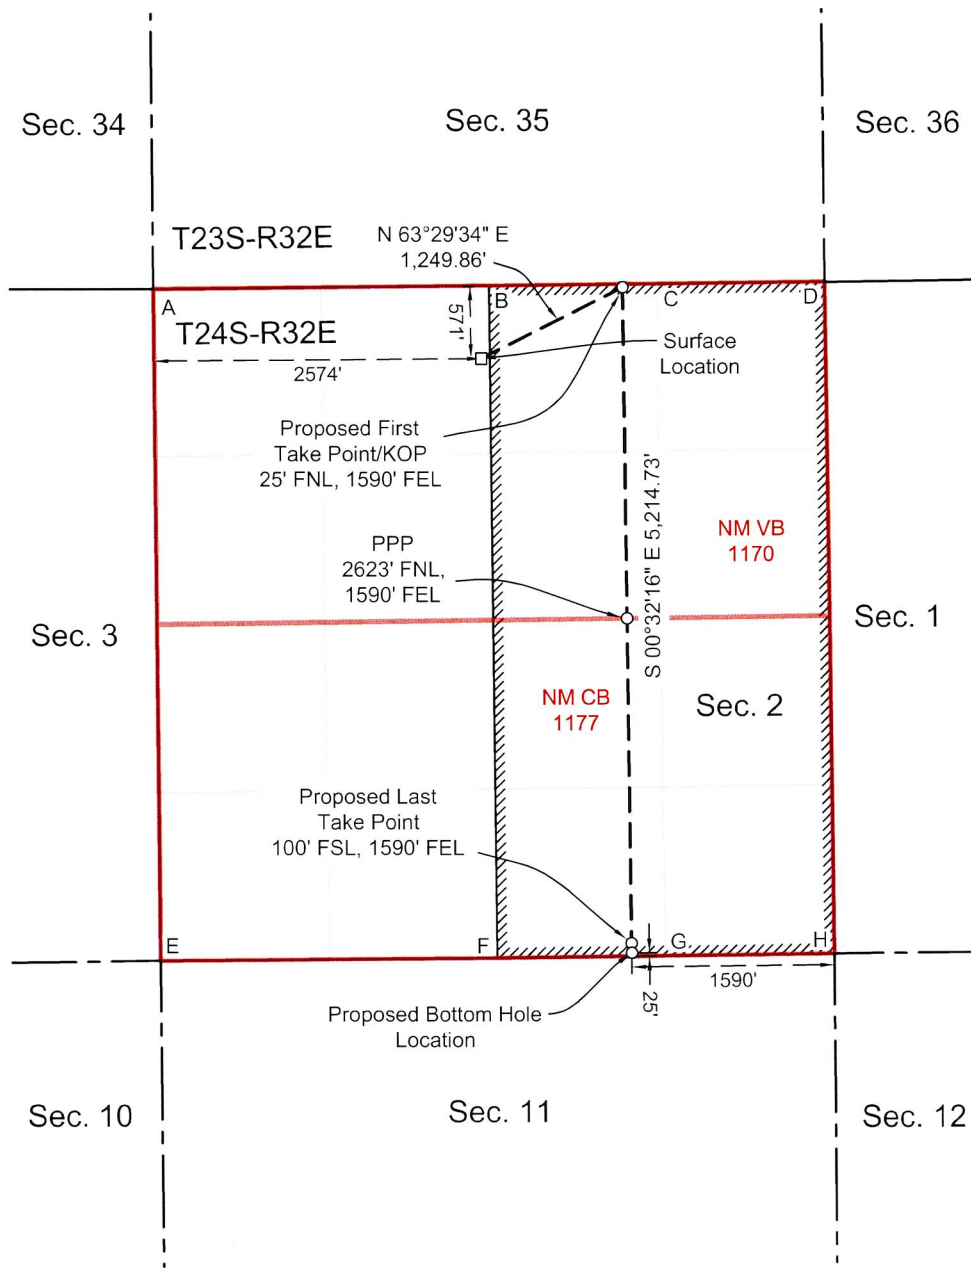 Sec. 34
Sec. 35
Sec. 36
T23S-R32E
N 63°29'34" E
1,249.86'
A
B
C
D
T24S-R32E
571'
2574'
Surface
Location
Proposed First
Take Point/KOP
25' FNL, 1590' FEL
S 00°32'16" E 5,214.73'
NM VB
1170
PPP
2623' FNL,
1590' FEL
Sec. 3
Sec. 1
NM CB
1177
Sec. 2
Proposed Last
Take Point
100' FSL, 1590' FEL
E
F
G
H
1590'
25'
Proposed Bottom Hole
Location
Sec. 10
Sec. 11
Sec. 12